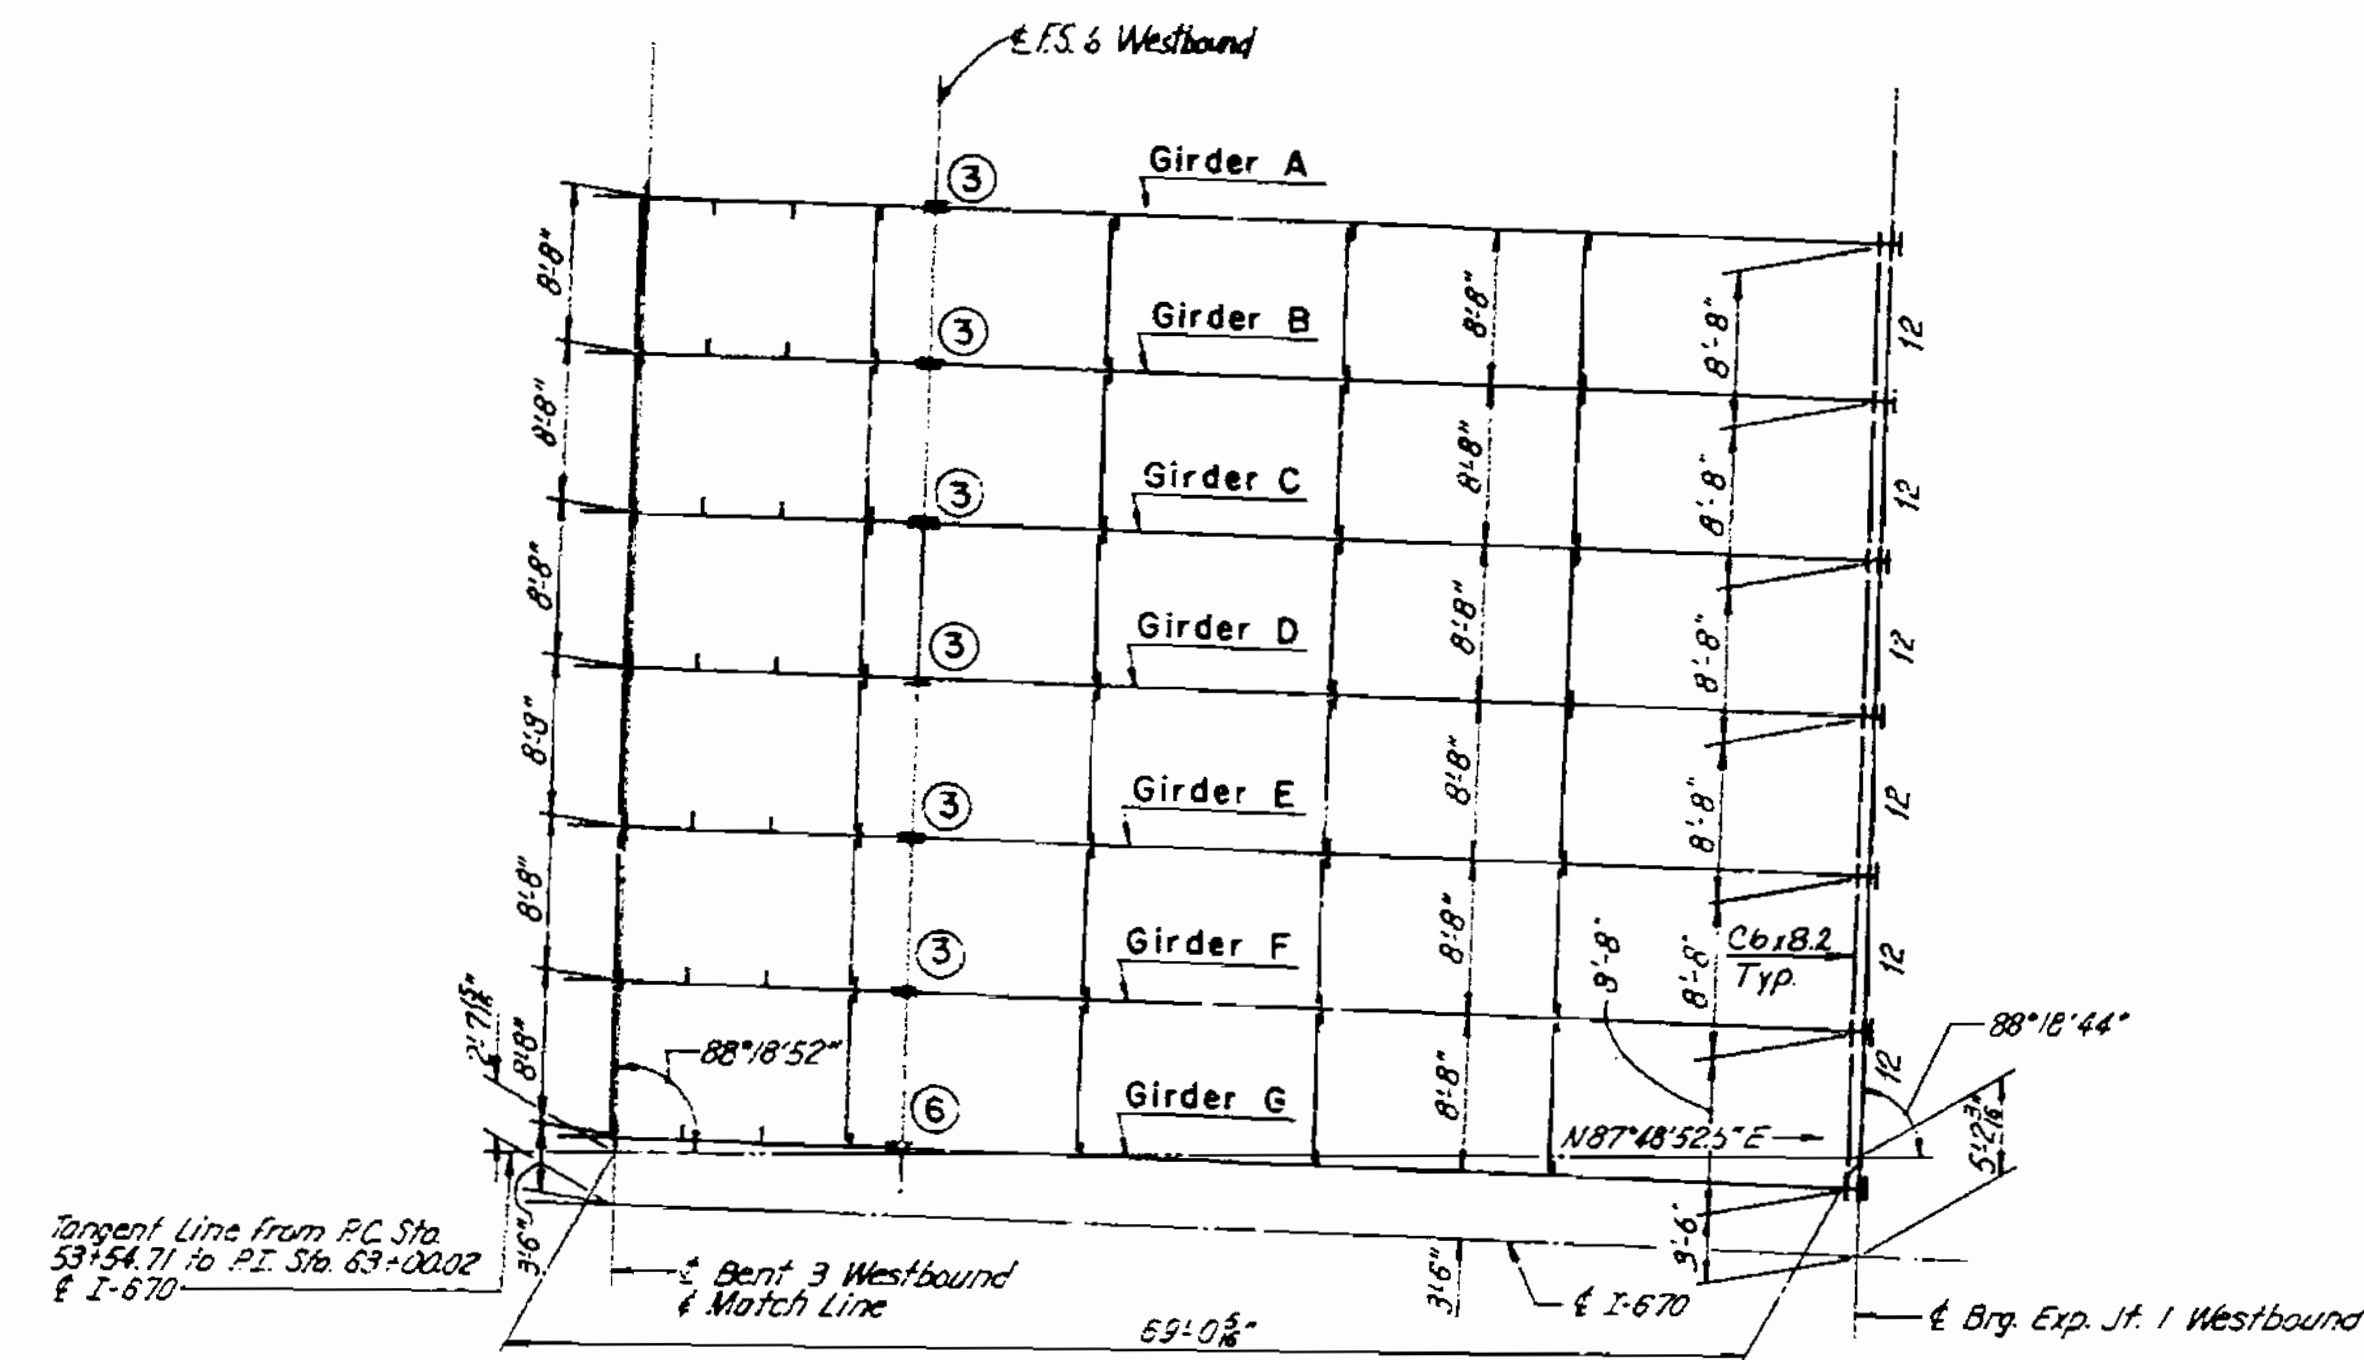 ℄ F.S. 6 Westbound
③
Girder A
8'-8"
8'-8"
8'-8"
12
③
Girder B
8'-8"
8'-8"
8'-8"
12
③
Girder C
8'-8"
8'-8"
8'-8"
12
③
Girder D
8'-8"
8'-8"
8'-8"
12
③
Girder E
8'-8"
8'-8"
8'-8"
12
③
Girder F
8'-8"
8'-8"
9'-8"
C6x8.2
Typ.
12
2'-7 15/16"
88°18'52"
88°18'44"
⑥
Girder G
N87°48'52.5"E
5'-2 3/16"
Tangent Line From P.C. Sta.
53+54.71 to P.I. Sta. 63+00.02
℄ I-670
3'-6"
℄ Bent 3 Westbound
℄ Match Line
3'-6"
℄ I-670
3'-6"
℄ Brg. Exp. Jt. 1 Westbound
69'-0 5/16"